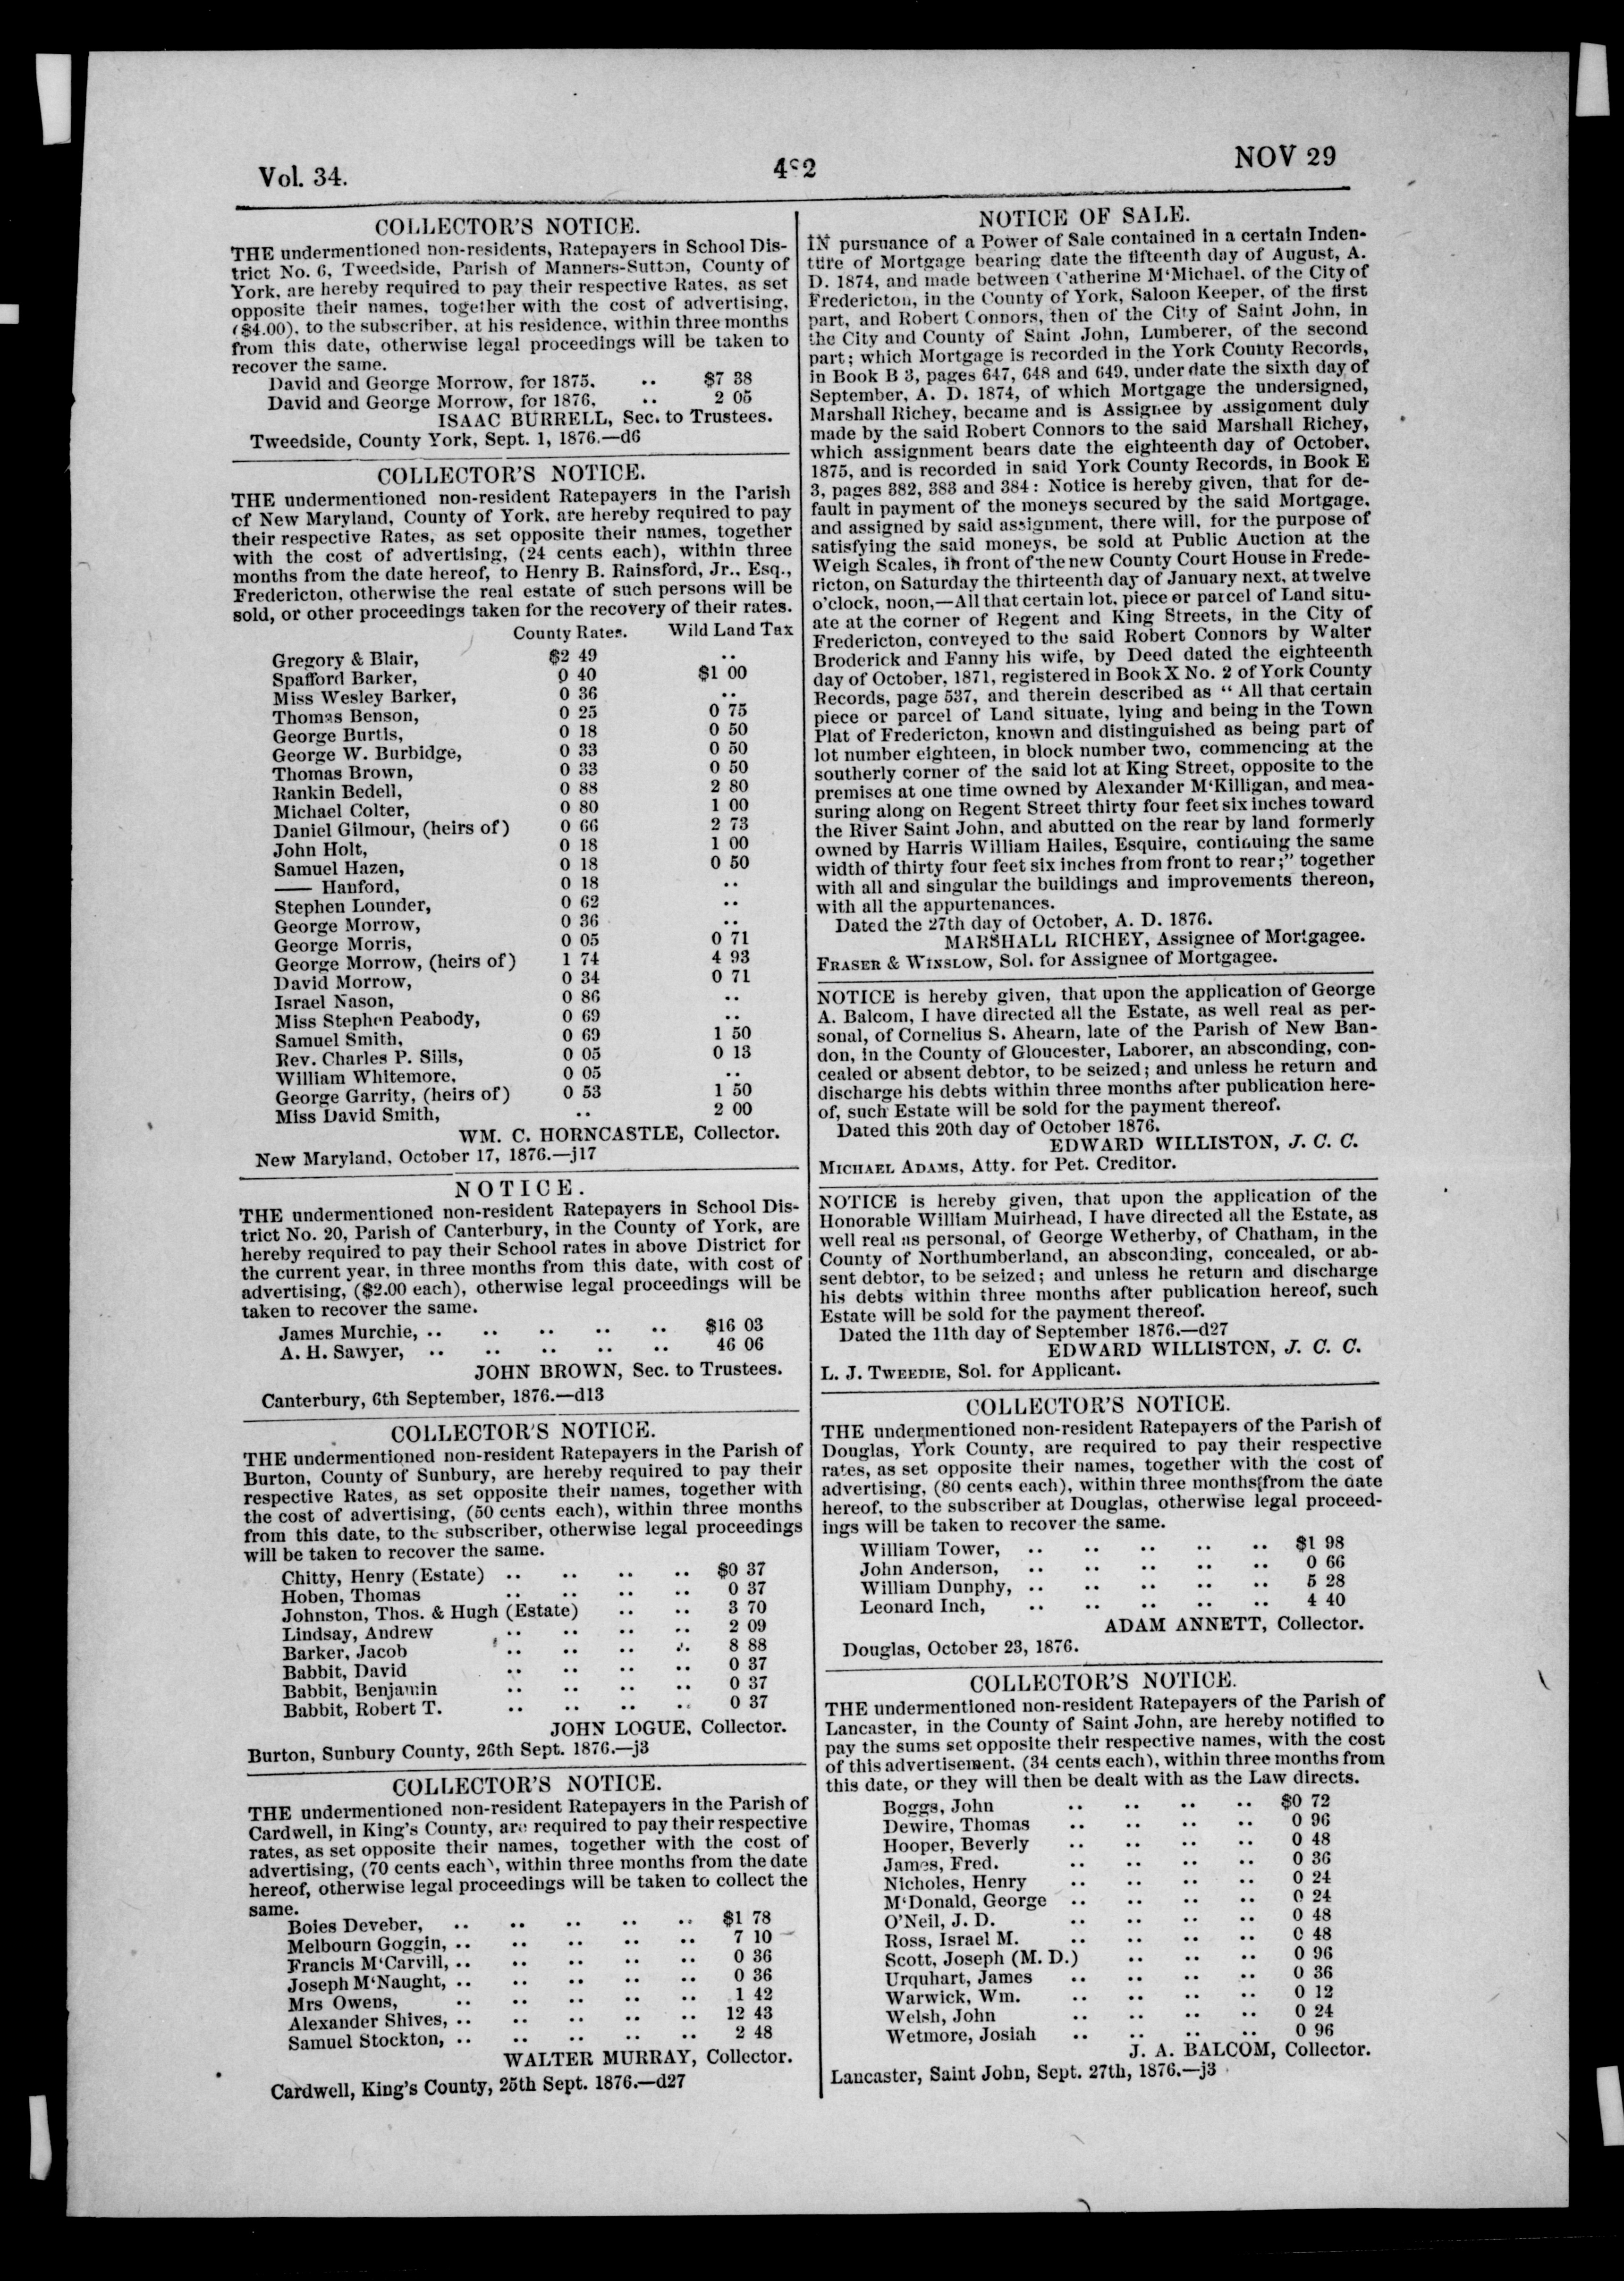 Vol. 34.
4 2
NOV 29
COLLECTOR'S NOTICE.
THE undermentioned non-residents, Ratepayers in School Dis-
trict No. 6, Tweedside, Parish of Manners-Sutton, County of
York, are hereby required to pay their respective Rates, as set
opposite their names, together with the cost of advertising,
($4.00), to the subscriber, at his residence, within three months
from this date, otherwise legal proceedings will be taken to
recover the same.
David and George Morrow, for 1875. .. $7 38
David and George Morrow, for 1876, .. 2 05
ISAAC BURRELL, Sec. to Trustees.
Tweedside, County York, Sept. 1, 1876.—d6
COLLECTOR'S NOTICE.
THE undermentioned non-resident Ratepayers in the Parish
of New Maryland, County of York, are hereby required to pay
their respective Rates, as set opposite their names, together
with the cost of advertising, (24 cents each), within three
months from the date hereof, to Henry B. Rainsford, Jr., Esq.,
Fredericton, otherwise the real estate of such persons will be
sold, or other proceedings taken for the recovery of their rates.
County Rates. Wild Land Tax
Gregory & Blair, $2 49 ..
Spafford Barker, 0 40 $1 00
Miss Wesley Barker, 0 36 ..
Thomas Benson, 0 25 0 75
George Burtis, 0 18 0 50
George W. Burbidge, 0 33 0 50
Thomas Brown, 0 33 0 50
Rankin Bedell, 0 88 2 80
Michael Colter, 0 80 1 00
Daniel Gilmour, (heirs of) 0 66 2 73
John Holt, 0 18 1 00
Samuel Hazen, 0 18 0 50
—— Hanford, 0 18 ..
Stephen Lounder, 0 62 ..
George Morrow, 0 36 ..
George Morris, 0 05 0 71
George Morrow, (heirs of) 1 74 4 93
David Morrow, 0 34 0 71
Israel Nason, 0 86 ..
Miss Stephen Peabody, 0 69 ..
Samuel Smith, 0 69 1 50
Rev. Charles P. Sills, 0 05 0 13
William Whitemore, 0 05 ..
George Garrity, (heirs of) 0 53 1 50
Miss David Smith, .. 2 00
WM. C. HORNCASTLE, Collector.
New Maryland, October 17, 1876.—j17
NOTICE.
THE undermentioned non-resident Ratepayers in School Dis-
trict No. 20, Parish of Canterbury, in the County of York, are
hereby required to pay their School rates in above District for
the current year, in three months from this date, with cost of
advertising, ($2.00 each), otherwise legal proceedings will be
taken to recover the same.
James Murchie, .. .. .. .. .. $16 03
A. H. Sawyer, .. .. .. .. .. 46 06
JOHN BROWN, Sec. to Trustees.
Canterbury, 6th September, 1876.—d13
COLLECTOR'S NOTICE.
THE undermentioned non-resident Ratepayers in the Parish of
Burton, County of Sunbury, are hereby required to pay their
respective Rates, as set opposite their names, together with
the cost of advertising, (50 cents each), within three months
from this date, to the subscriber, otherwise legal proceedings
will be taken to recover the same.
Chitty, Henry (Estate) .. .. .. .. $0 37
Hoben, Thomas .. .. .. .. 0 37
Johnston, Thos. & Hugh (Estate) .. .. 3 70
Lindsay, Andrew .. .. .. .. 2 09
Barker, Jacob .. .. .. .. 8 88
Babbit, David .. .. .. .. 0 37
Babbit, Benjamin .. .. .. .. 0 37
Babbit, Robert T. .. .. .. .. 0 37
JOHN LOGUE, Collector.
Burton, Sunbury County, 26th Sept. 1876.—j3
COLLECTOR'S NOTICE.
THE undermentioned non-resident Ratepayers in the Parish of
Cardwell, in King's County, are required to pay their respective
rates, as set opposite their names, together with the cost of
advertising, (70 cents each), within three months from the date
hereof, otherwise legal proceedings will be taken to collect the
same.
Boies Deveber, .. .. .. .. .. $1 78
Melbourn Goggin, .. .. .. .. .. 7 10
Francis M'Carvill, .. .. .. .. .. 0 36
Joseph M'Naught, .. .. .. .. .. 0 36
Mrs Owens, .. .. .. .. .. 1 42
Alexander Shives, .. .. .. .. .. 12 43
Samuel Stockton, .. .. .. .. .. 2 48
WALTER MURRAY, Collector.
Cardwell, King's County, 25th Sept. 1876.—d27
NOTICE OF SALE.
IN pursuance of a Power of Sale contained in a certain Inden-
ture of Mortgage bearing date the fifteenth day of August, A.
D. 1874, and made between Catherine M'Michael, of the City of
Fredericton, in the County of York, Saloon Keeper, of the first
part, and Robert Connors, then of the City of Saint John, in
the City and County of Saint John, Lumberer, of the second
part; which Mortgage is recorded in the York County Records,
in Book B 3, pages 647, 648 and 649, under date the sixth day of
September, A. D. 1874, of which Mortgage the undersigned,
Marshall Richey, became and is Assignee by assignment duly
made by the said Robert Connors to the said Marshall Richey,
which assignment bears date the eighteenth day of October,
1875, and is recorded in said York County Records, in Book E
3, pages 382, 383 and 384: Notice is hereby given, that for de-
fault in payment of the moneys secured by the said Mortgage,
and assigned by said assignment, there will, for the purpose of
satisfying the said moneys, be sold at Public Auction at the
Weigh Scales, in front of the new County Court House in Frede-
ricton, on Saturday the thirteenth day of January next, at twelve
o'clock, noon,—All that certain lot, piece or parcel of Land situ-
ate at the corner of Regent and King Streets, in the City of
Fredericton, conveyed to the said Robert Connors by Walter
Broderick and Fanny his wife, by Deed dated the eighteenth
day of October, 1871, registered in Book X No. 2 of York County
Records, page 537, and therein described as "All that certain
piece or parcel of Land situate, lying and being in the Town
Plat of Fredericton, known and distinguished as being part of
lot number eighteen, in block number two, commencing at the
southerly corner of the said lot at King Street, opposite to the
premises at one time owned by Alexander M'Killigan, and mea-
suring along on Regent Street thirty four feet six inches toward
the River Saint John, and abutted on the rear by land formerly
owned by Harris William Hailes, Esquire, continuing the same
width of thirty four feet six inches from front to rear;" together
with all and singular the buildings and improvements thereon,
with all the appurtenances.
Dated the 27th day of October, A. D. 1876.
MARSHALL RICHEY, Assignee of Mortgagee.
FRASER & WINSLOW, Sol. for Assignee of Mortgagee.
NOTICE is hereby given, that upon the application of George
A. Balcom, I have directed all the Estate, as well real as per-
sonal, of Cornelius S. Ahearn, late of the Parish of New Ban-
don, in the County of Gloucester, Laborer, an absconding, con-
cealed or absent debtor, to be seized; and unless he return and
discharge his debts within three months after publication here-
of, such Estate will be sold for the payment thereof.
Dated this 20th day of October 1876.
EDWARD WILLISTON, J. C. C.
MICHAEL ADAMS, Atty. for Pet. Creditor.
NOTICE is hereby given, that upon the application of the
Honorable William Muirhead, I have directed all the Estate, as
well real as personal, of George Wetherby, of Chatham, in the
County of Northumberland, an absconding, concealed, or ab-
sent debtor, to be seized; and unless he return and discharge
his debts within three months after publication hereof, such
Estate will be sold for the payment thereof.
Dated the 11th day of September 1876.—d27
EDWARD WILLISTON, J. C. C.
L. J. TWEEDIE, Sol. for Applicant.
COLLECTOR'S NOTICE.
THE undermentioned non-resident Ratepayers of the Parish of
Douglas, York County, are required to pay their respective
rates, as set opposite their names, together with the cost of
advertising, (80 cents each), within three months from the date
hereof, to the subscriber at Douglas, otherwise legal proceed-
ings will be taken to recover the same.
William Tower, .. .. .. .. .. $1 98
John Anderson, .. .. .. .. .. 0 66
William Dunphy, .. .. .. .. .. 5 28
Leonard Inch, .. .. .. .. .. 4 40
ADAM ANNETT, Collector.
Douglas, October 23, 1876.
COLLECTOR'S NOTICE.
THE undermentioned non-resident Ratepayers of the Parish of
Lancaster, in the County of Saint John, are hereby notified to
pay the sums set opposite their respective names, with the cost
of this advertisement, (34 cents each), within three months from
this date, or they will then be dealt with as the Law directs.
Boggs, John .. .. .. .. $0 72
Dewire, Thomas .. .. .. .. 0 96
Hooper, Beverly .. .. .. .. 0 48
James, Fred. .. .. .. .. 0 36
Nicholes, Henry .. .. .. .. 0 24
M'Donald, George .. .. .. .. 0 24
O'Neil, J. D. .. .. .. .. 0 48
Ross, Israel M. .. .. .. .. 0 48
Scott, Joseph (M. D.) .. .. .. 0 96
Urquhart, James .. .. .. .. 0 36
Warwick, Wm. .. .. .. .. 0 12
Welsh, John .. .. .. .. 0 24
Wetmore, Josiah .. .. .. .. 0 96
J. A. BALCOM, Collector.
Lancaster, Saint John, Sept. 27th, 1876.—j3